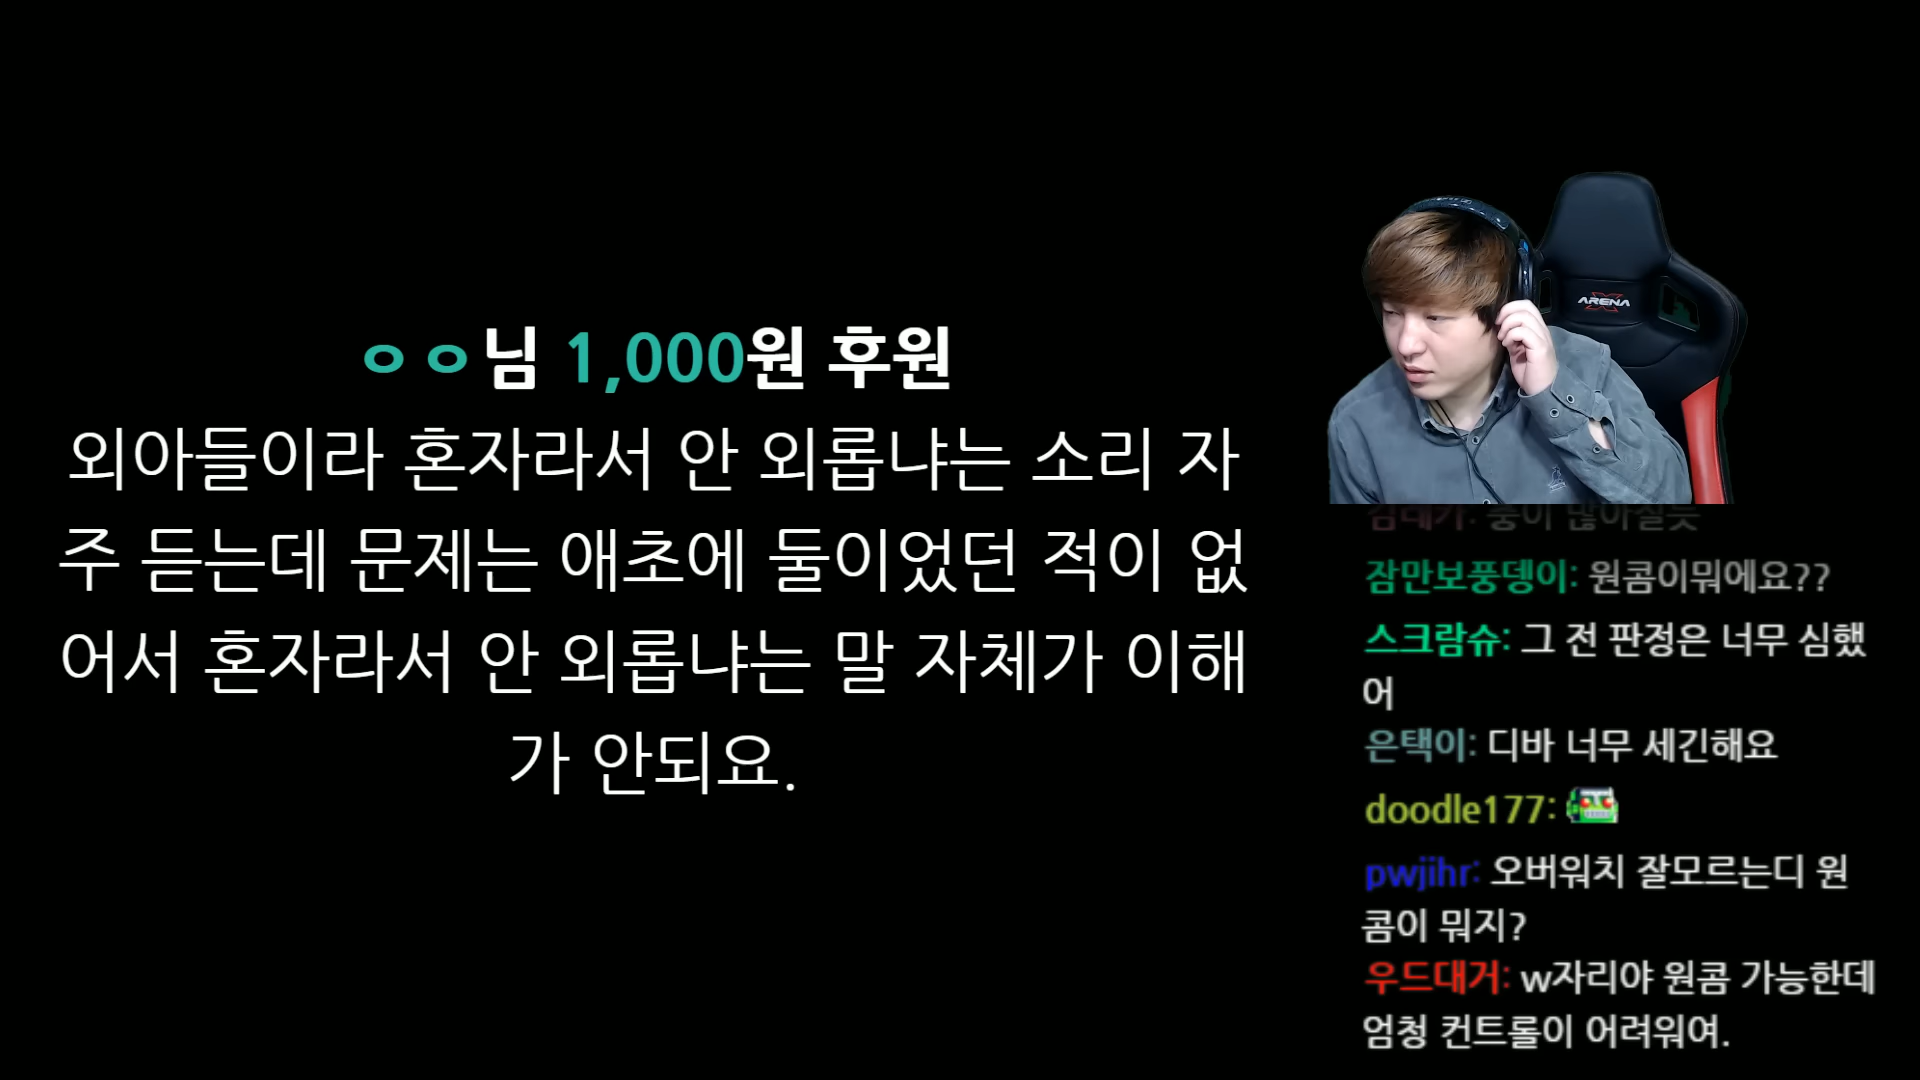 ㅇㅇ님 1,000원 후원
외아들이라 혼자라서 안 외롭냐는 소리 자
주 듣는데 문제는 애초에 둘이었던 적이 없
어서 혼자라서 안 외롭냐는 말 자체가 이해
가 안되요.
ARENA
잠만보풍뎅이: 원콤이뭐에요??
스크람슈: 그 전 판정은 너무 심했
어
은택이: 디바 너무 세긴해요
doodle177:
pwjihr: 오버워치 잘모르는디 원
콤이 뭐지?
우드대거: w자리야 원콤 가능한데
엄청 컨트롤이 어려워여.